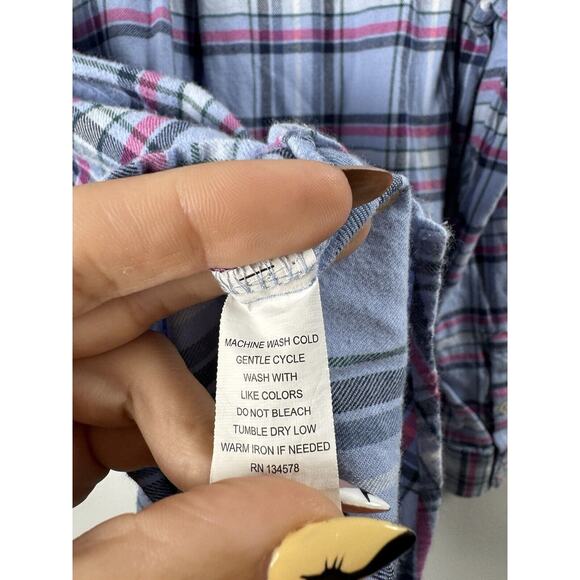 MACHINE WASH COLD
GENTLE CYCLE
WASH WITH
LIKE COLORS
DO NOT BLEACH
TUMBLE DRY LOW
WARM IRON IF NEEDED
RN 134578